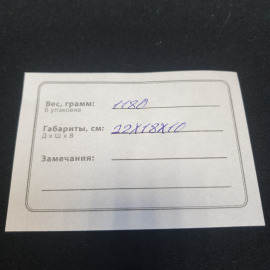 Вес, грамм: 1180
В упаковке
Габариты, см: 22х18х10
Д х Ш х В
Замечания: